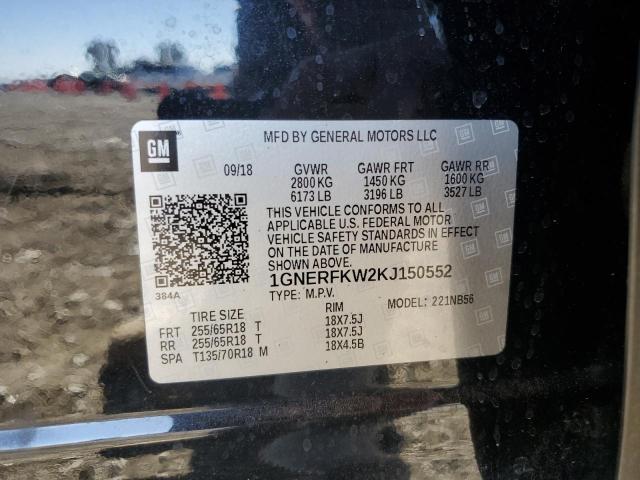 MFD BY GENERAL MOTORS LLC
GM
09/18 GVWR GAWR FRT GAWR RR
2800 KG 1450 KG 1600 KG
6173 LB 3196 LB 3527 LB
THIS VEHICLE CONFORMS TO ALL
APPLICABLE U.S. FEDERAL MOTOR
VEHICLE SAFETY STANDARDS IN EFFECT
ON THE DATE OF MANUFACTURE
SHOWN ABOVE.
384A
1GNERFKW2KJ150552
TYPE: M.P.V. MODEL: 221NB56
TIRE SIZE RIM
FRT 255/65R18 T 18X7.5J
RR 255/65R18 T 18X7.5J
SPA T135/70R18 M 18X4.5B